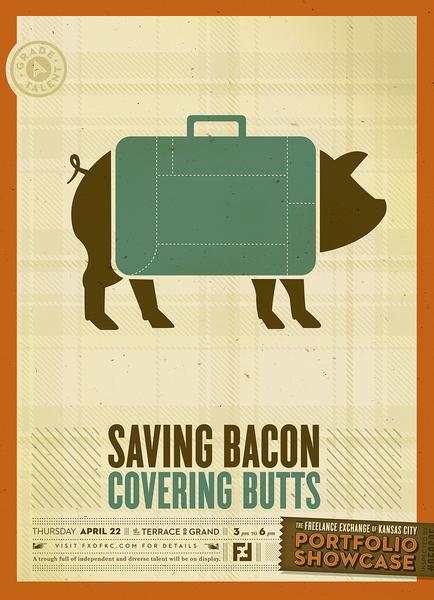 GRADE A TALENT
SAVING BACON
COVERING BUTTS
THURSDAY, APRIL 22 || at the TERRACE on GRAND || 3 pm TO 6 pm
VISIT FXOFKC.COM FOR DETAILS
A trough full of independent and diverse talent will be on display.
THE FREELANCE EXCHANGE OF KANSAS CITY
PORTFOLIO
SHOWCASE